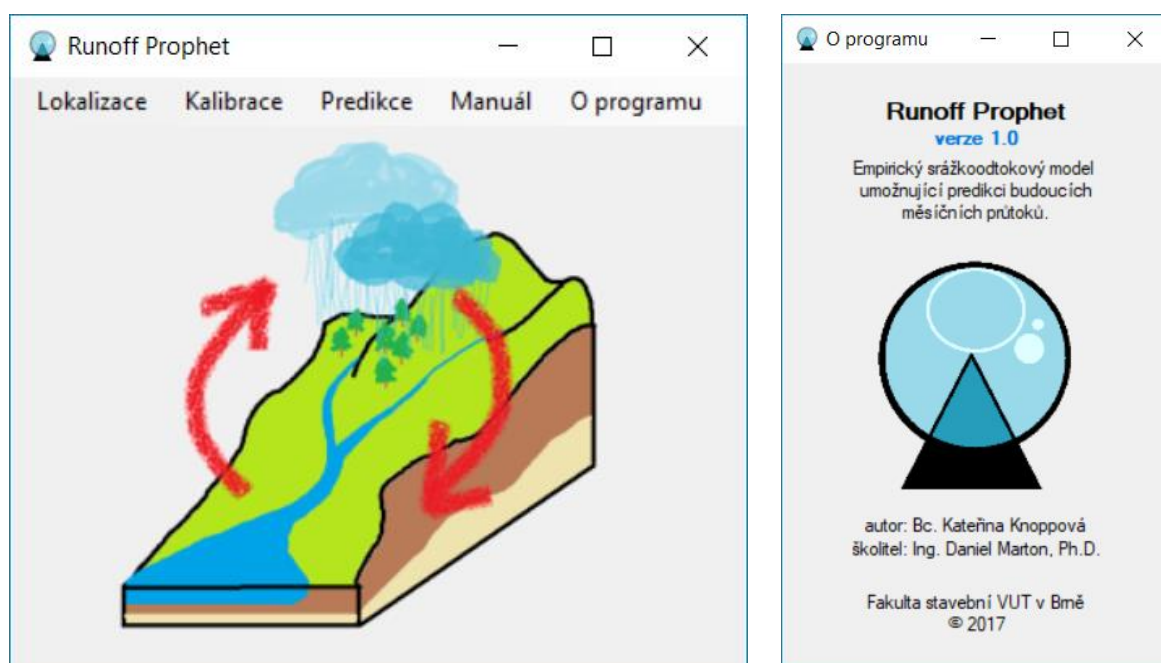 Runoff Prophet
Lokalizace Kalibrace Predikce Manuál O programu
O programu
Runoff Prophet
verze 1.0
Empirický srážkoodtokový model
umožnující predikci budoucích
měsíčních průtoků.
autor: Bc. Kateřina Knoppová
školitel: Ing. Daniel Marton, Ph.D.
Fakulta stavební VUT v Brně
© 2017